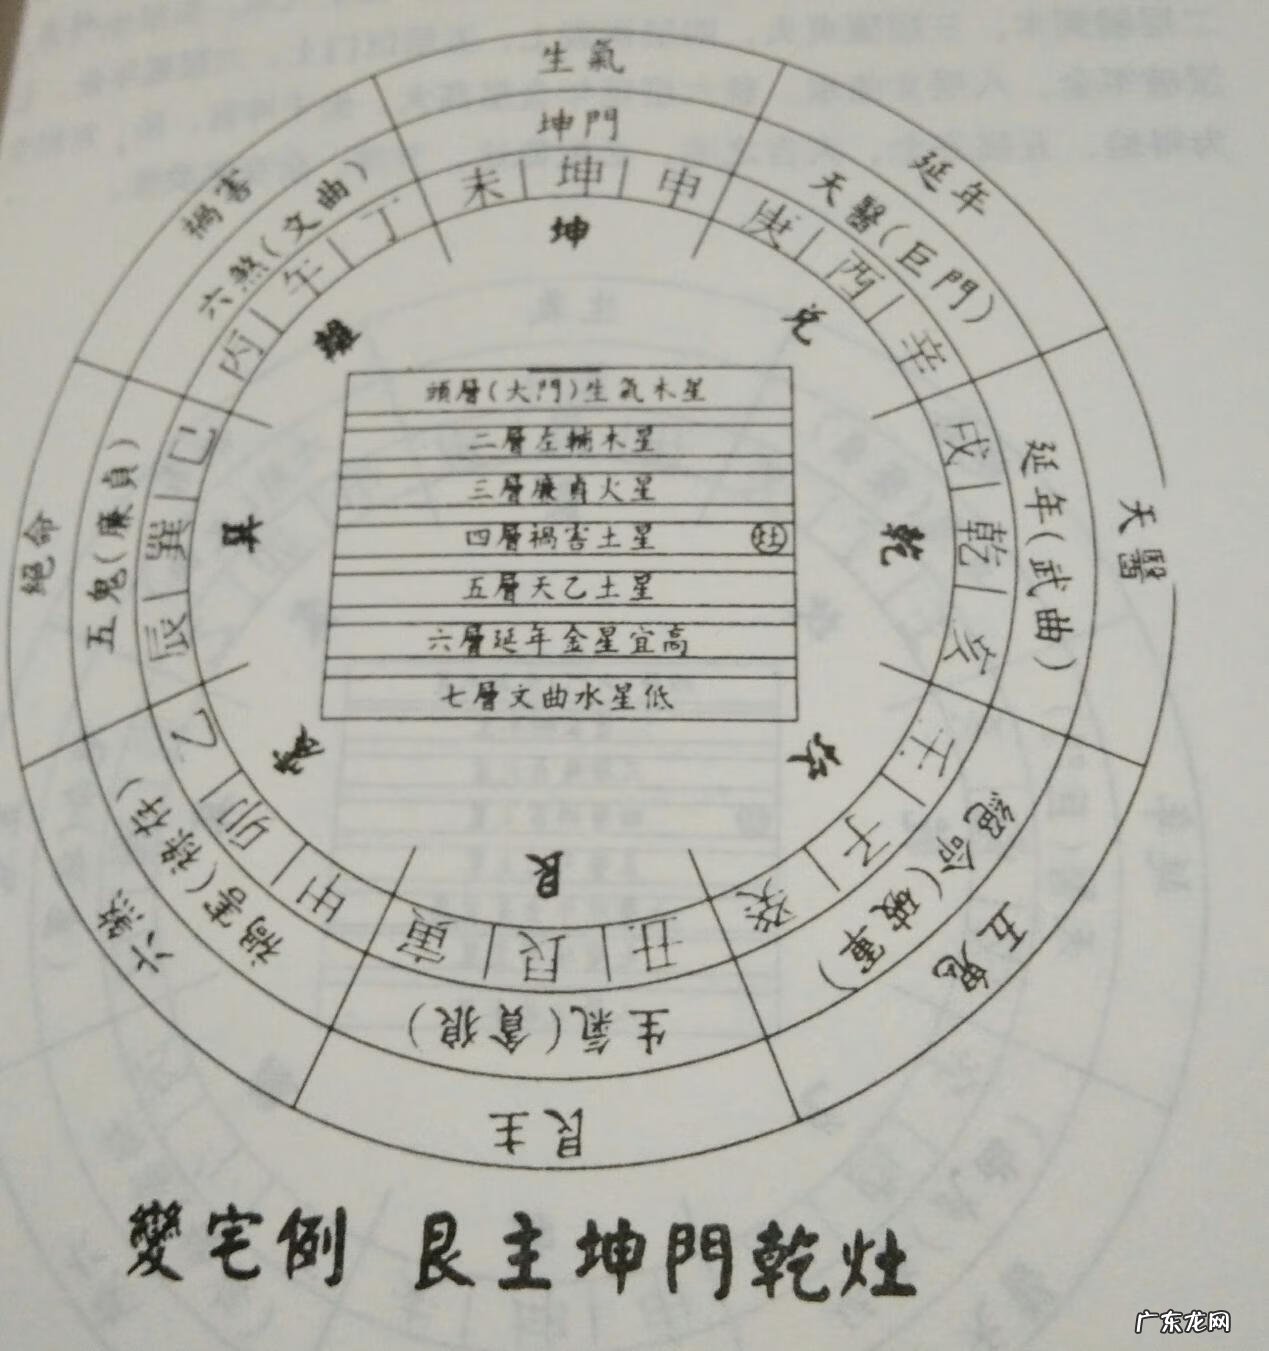 生氣
坤門
未 坤 申
坤
延年
天醫(巨門)
庚 酉 辛
兑
天醫
延年(武曲)
戌 乾 亥
乾
五鬼
絕命(破軍)
壬 子 癸
坎
艮主
生氣(貪狼)
丑 艮 寅
艮
六煞
禍害(祿存)
甲 卯 乙
震
絕命
五鬼(廉貞)
辰 巽 巳
巽
禍害
六煞(文曲)
丙 午 丁
離
頭層(大門)生氣木星
二層左輔木星
三層廉貞火星
四層禍害土星 灶
五層天乙土星
六層延年金星宜高
七層文曲水星低
變宅例 艮主坤門乾灶
广东龙网